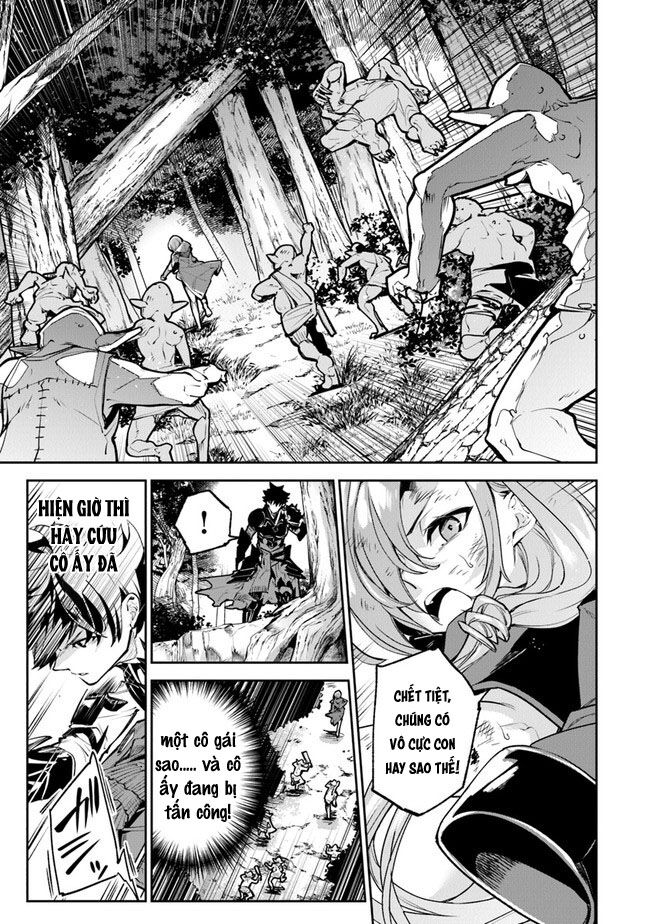 CHẾT TIỆT,
CHÚNG CÓ
VÔ CỰC CON
HAY SAO THẾ!
!
một cô gái
sao..... và cô
ấy đang bị
tấn công!
HIỆN GIỜ THÌ
HÃY CỨU
CÔ ẤY ĐÃ